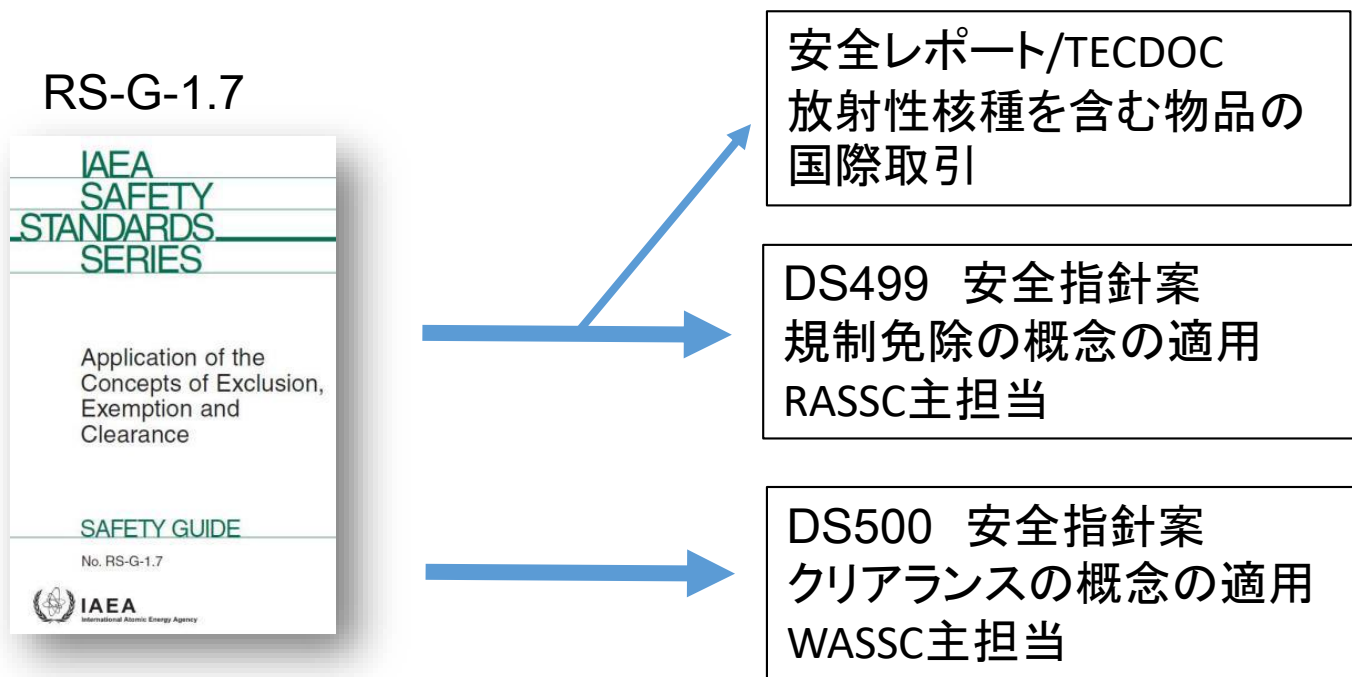 RS-G-1.7
IAEA
SAFETY
STANDARDS
SERIES
Application of the
Concepts of Exclusion,
Exemption and
Clearance
SAFETY GUIDE
No. RS-G-1.7
IAEA
International Atomic Energy Agency
安全レポート/TECDOC
放射性核種を含む物品の
国際取引
DS499 安全指針案
規制免除の概念の適用
RASSC主担当
DS500 安全指針案
クリアランスの概念の適用
WASSC主担当